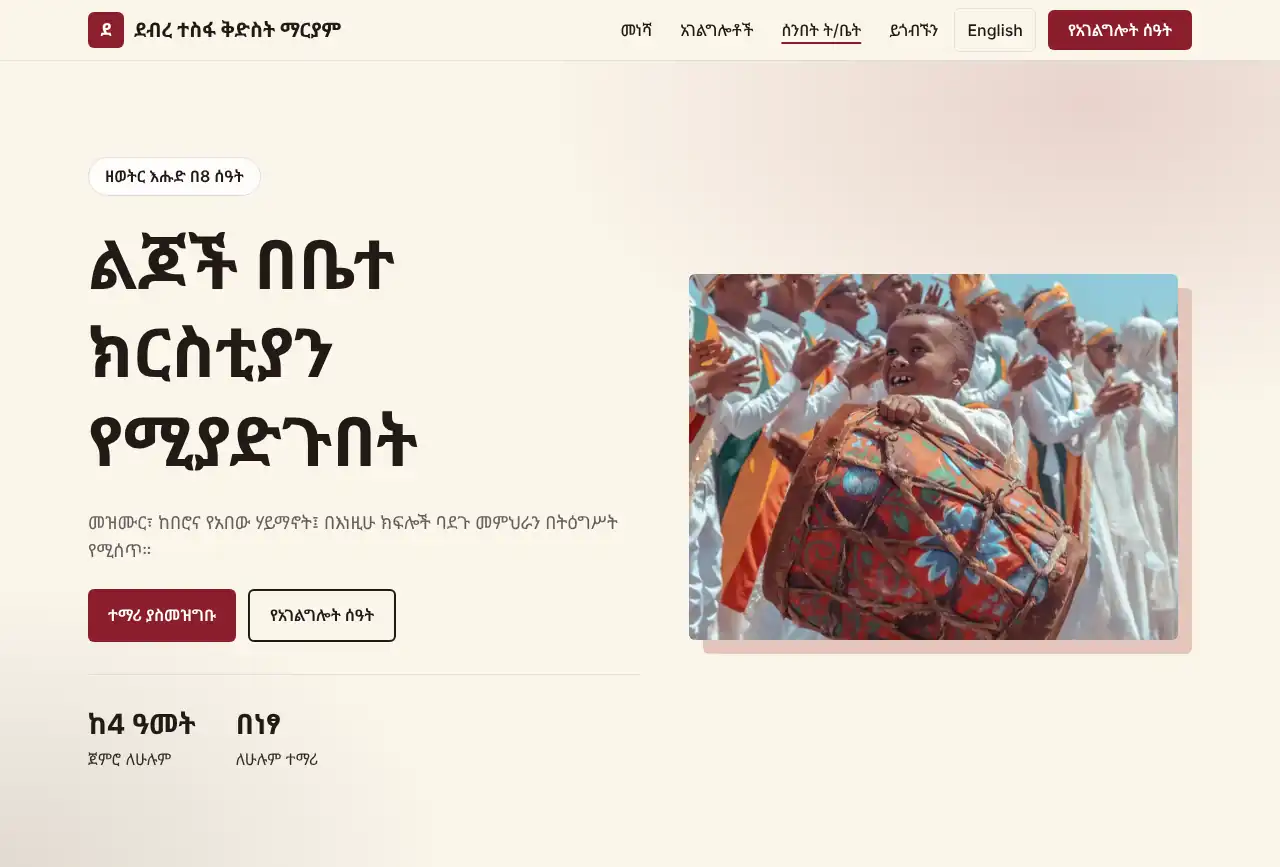 ደ
ደብረ ተስፋ ቅድስት ማርያም
መነሻ
አገልግሎቶች
ሰንበት ት/ቤት
ይጎብኙን
English
የአገልግሎት ሰዓት
ዘወትር እሑድ በ8 ሰዓት
ልጆች በቤተ
ክርስቲያን
የሚያድጉበት
መዝሙር፣ ከበሮና የአበው ሃይማኖት፤ በእነዚሁ ክፍሎች ባደጉ መምህራን በትዕግሥት
የሚሰጥ።
ተማሪ ያስመዝግቡ
የአገልግሎት ሰዓት
ከ4 ዓመት
በነፃ
ጀምሮ ለሁሉም
ለሁሉም ተማሪ